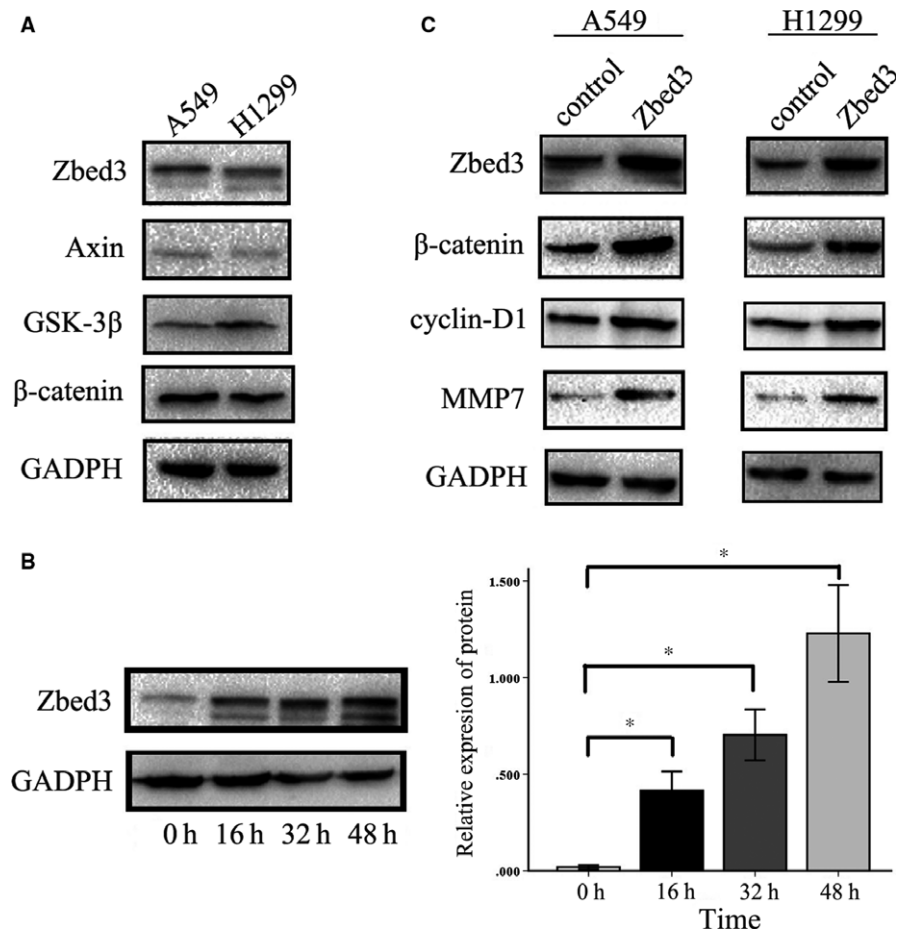 A
A549 H1299
Zbed3
Axin
GSK-3β
β-catenin
GADPH
C
A549 H1299
control Zbed3 control Zbed3
Zbed3
β-catenin
cyclin-D1
MMP7
GADPH
B
Zbed3
GADPH
0 h 16 h 32 h 48 h
Relative expresion of protein
1.500
1.000
.500
.000
*
*
*
0 h 16 h 32 h 48 h
Time